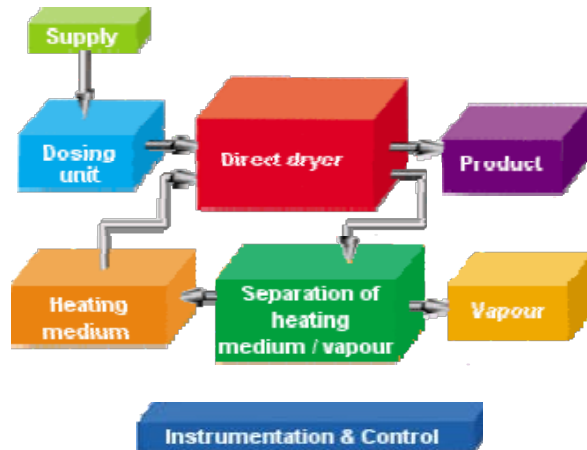 Supply
Dosing
unit
Direct dryer
Product
Heating
medium
Separation of
heating
medium / vapour
Vapour
Instrumentation & Control